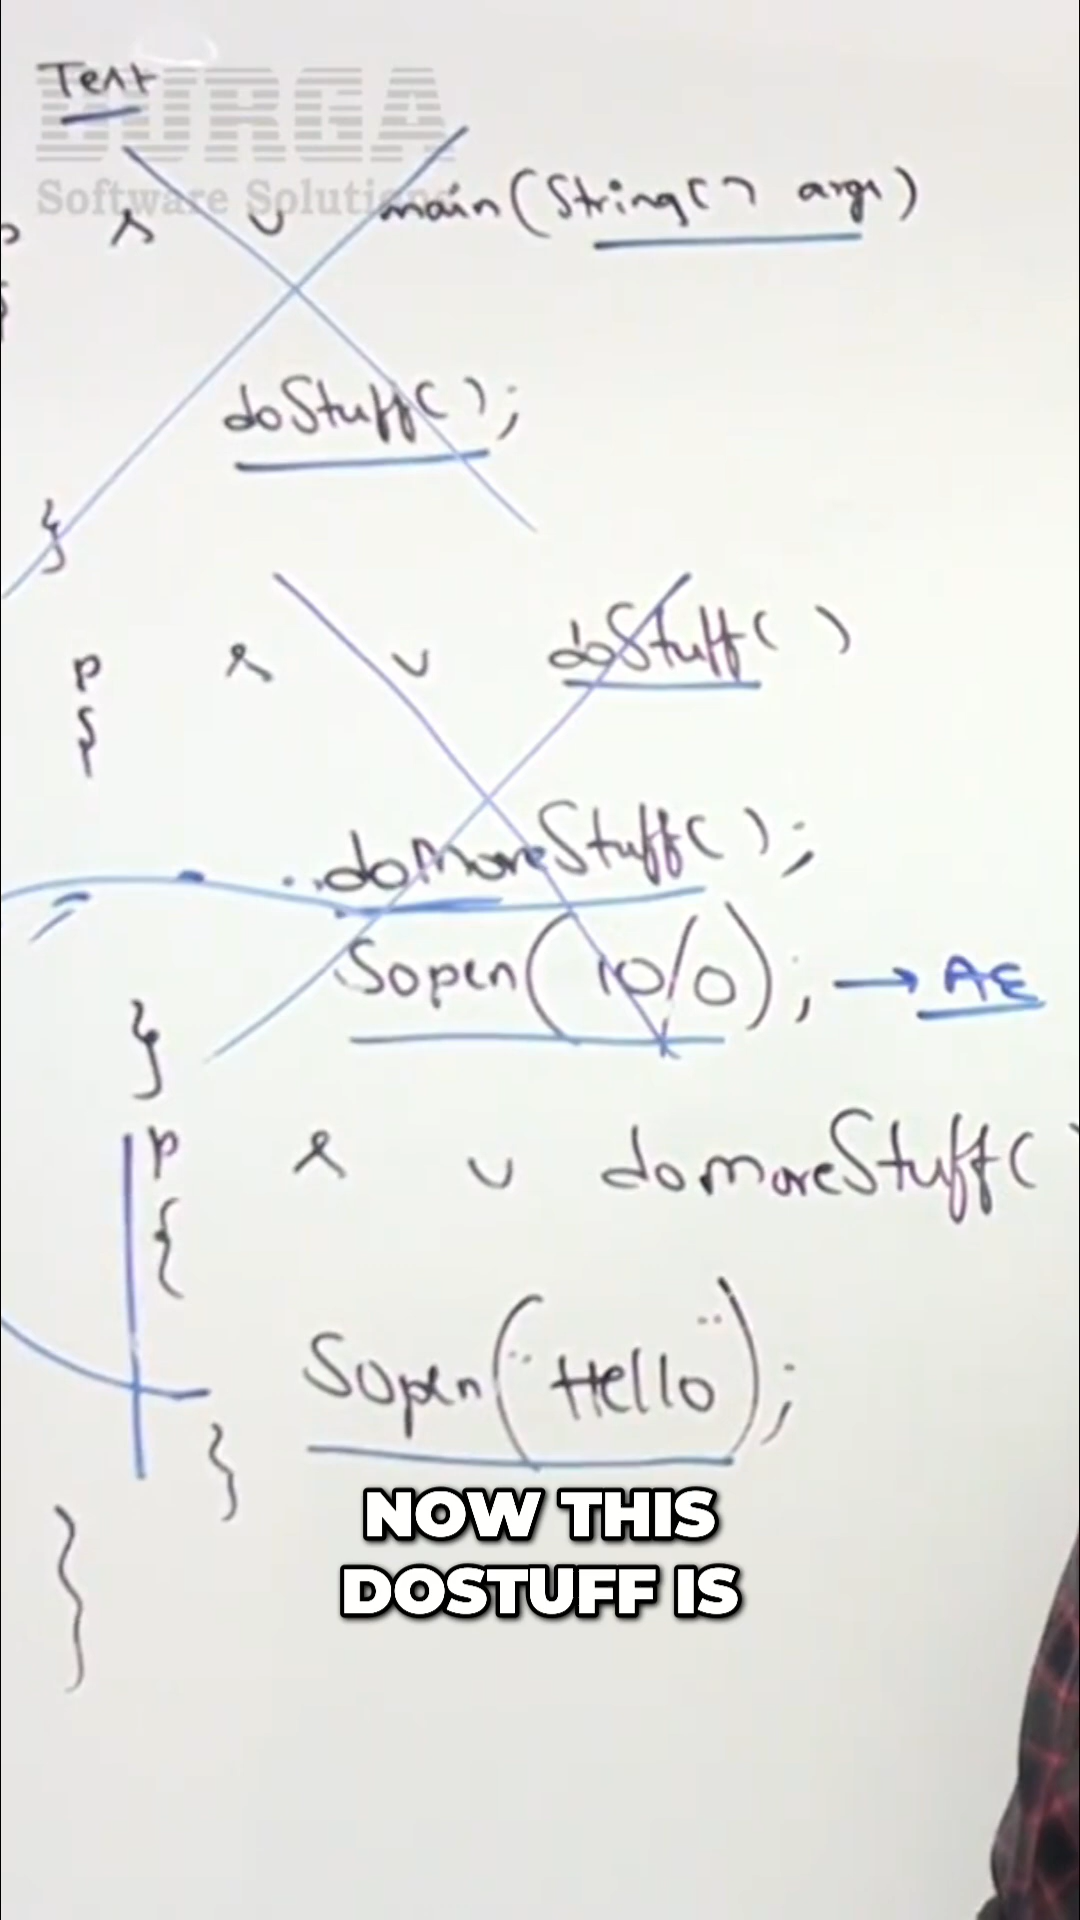 Test
DURGA
Software Solutions
p s v main(String[] args)
{
doStuff();
}
p s v doStuff()
{
domoreStuff();
Sopln(10/0); → AE
}
p s v domoreStuff(
{
Sopln("Hello");
}
}
NOW THIS
DOSTUFF IS